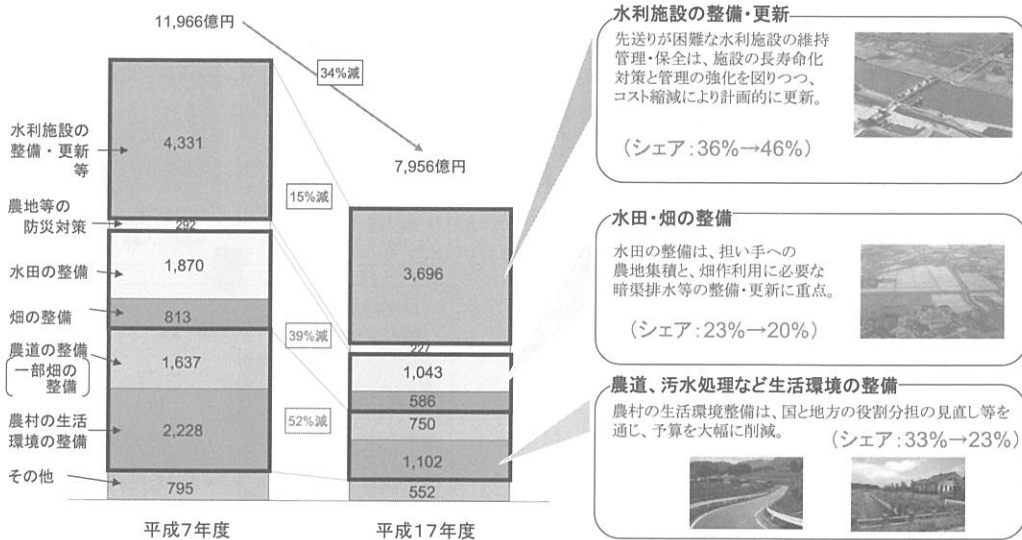 11,966億円
34%減
7,956億円
水利施設の
整備・更新
等
4,331
15%減
農地等の
防災対策
292
水田の整備
1,870
3,696
畑の整備
813
39%減
227
農道の整備
一部畑の
整備
1,637
1,043
586
52%減
750
農村の生活
環境の整備
2,228
1,102
その他
795
552
平成7年度
平成17年度
水利施設の整備・更新
先送りが困難な水利施設の維持
管理・保全は、施設の長寿命化
対策と管理の強化を図りつつ、
コスト縮減により計画的に更新。
(シェア:36%→46%)
水田・畑の整備
水田の整備は、担い手への
農地集積と、畑作利用に必要な
暗渠排水等の整備・更新に重点。
(シェア:23%→20%)
農道、汚水処理など生活環境の整備
農村の生活環境整備は、国と地方の役割分担の見直し等を
通じ、予算を大幅に削減。
(シェア:33%→23%)